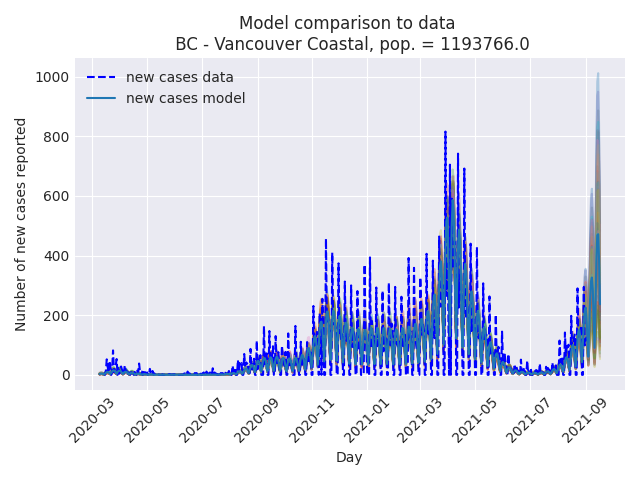 Model comparison to data
BC - Vancouver Coastal, pop. = 1193766.0
new cases data
new cases model
Number of new cases reported
1000
800
600
400
200
0
2020-03
2020-05
2020-07
2020-09
2020-11
2021-01
2021-03
2021-05
2021-07
2021-09
Day